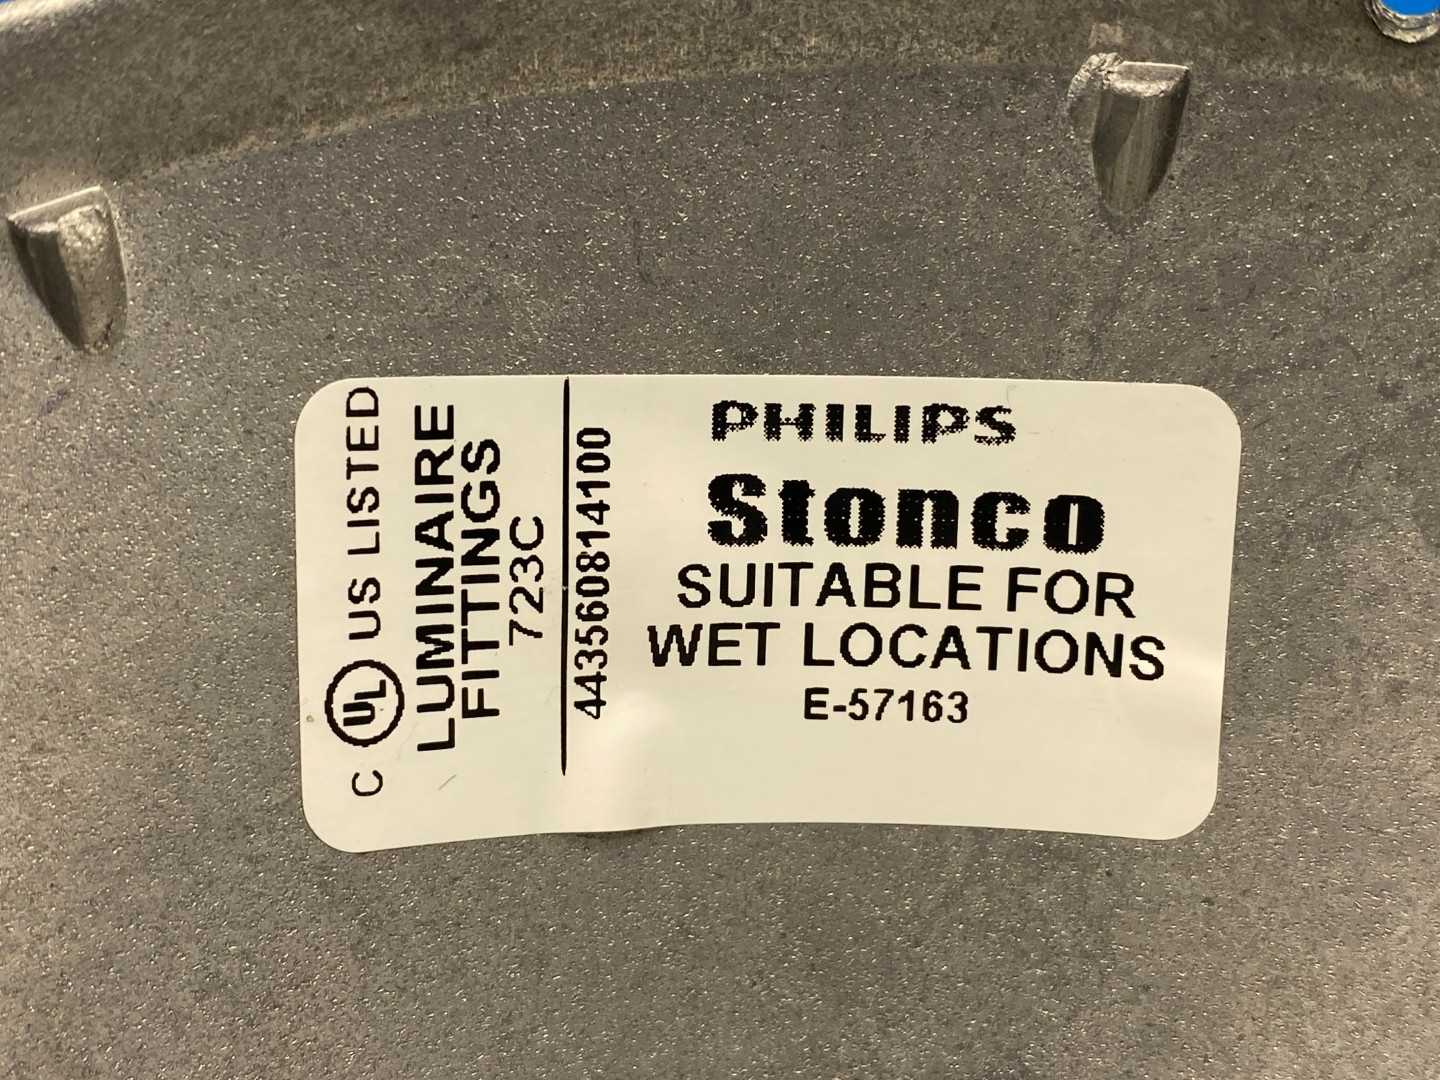 C UL US LISTED
LUMINAIRE
FITTINGS
723C
443560814100
PHILIPS
Stonco
SUITABLE FOR
WET LOCATIONS
E-57163